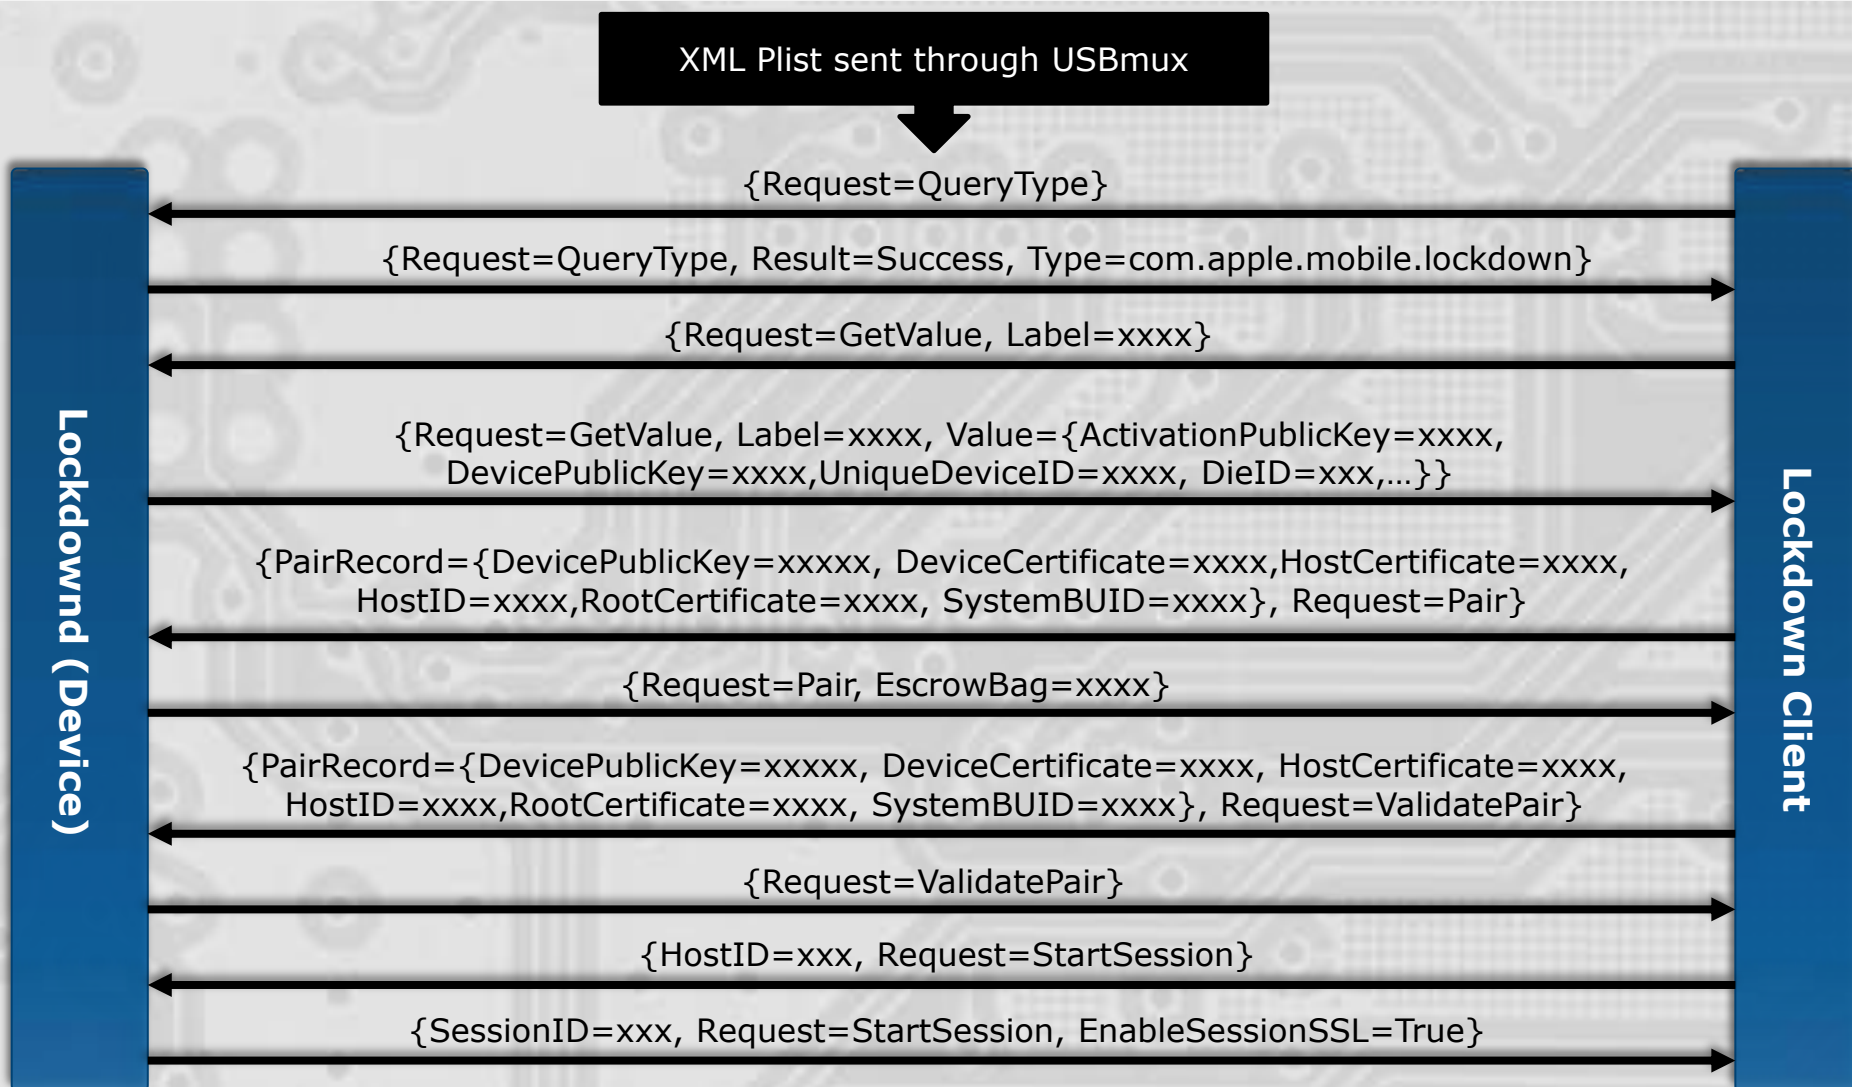 XML Plist sent through USBmux
{Request=QueryType}
{Request=QueryType, Result=Success, Type=com.apple.mobile.lockdown}
{Request=GetValue, Label=xxxx}
{Request=GetValue, Label=xxxx, Value={ActivationPublicKey=xxxx,
DevicePublicKey=xxxx,UniqueDeviceID=xxxx, DieID=xxx,…}}
{PairRecord={DevicePublicKey=xxxxx, DeviceCertificate=xxxx,HostCertificate=xxxx,
HostID=xxxx,RootCertificate=xxxx, SystemBUID=xxxx}, Request=Pair}
{Request=Pair, EscrowBag=xxxx}
{PairRecord={DevicePublicKey=xxxxx, DeviceCertificate=xxxx, HostCertificate=xxxx,
HostID=xxxx,RootCertificate=xxxx, SystemBUID=xxxx}, Request=ValidatePair}
{Request=ValidatePair}
{HostID=xxx, Request=StartSession}
{SessionID=xxx, Request=StartSession, EnableSessionSSL=True}
Lockdownd (Device)
Lockdown Client